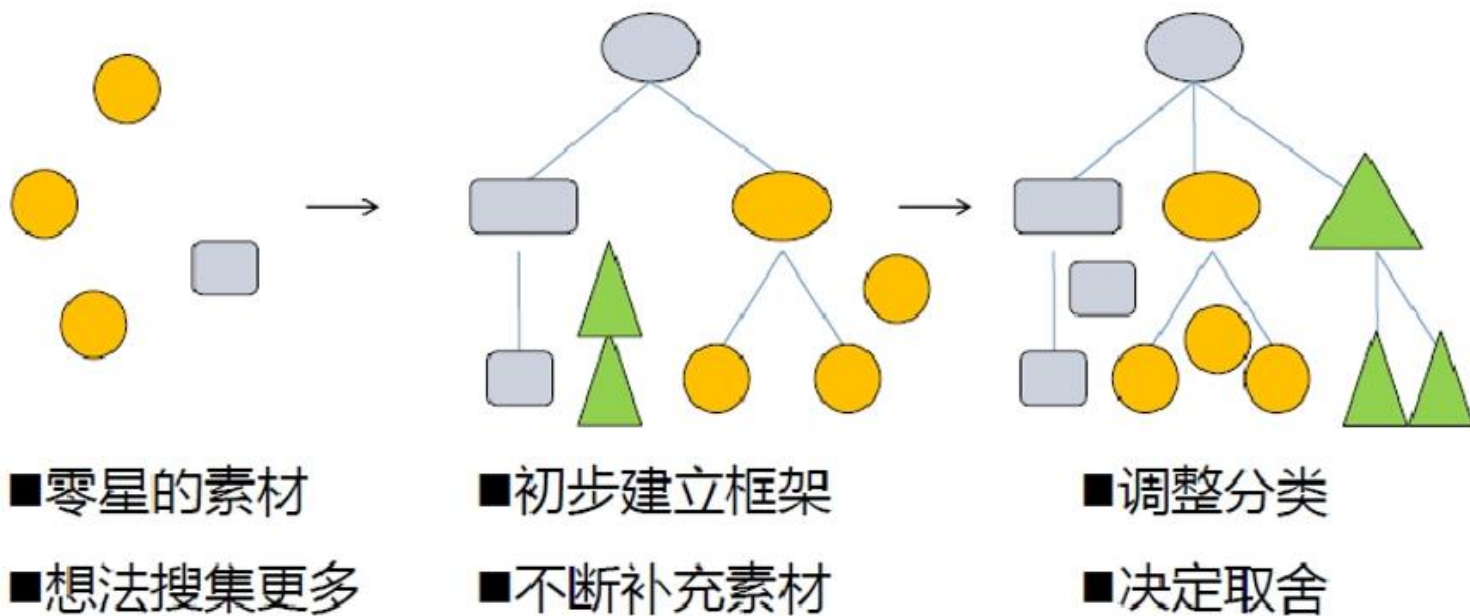 ■零星的素材
■想法搜集更多
■初步建立框架
■不断补充素材
■调整分类
■决定取舍